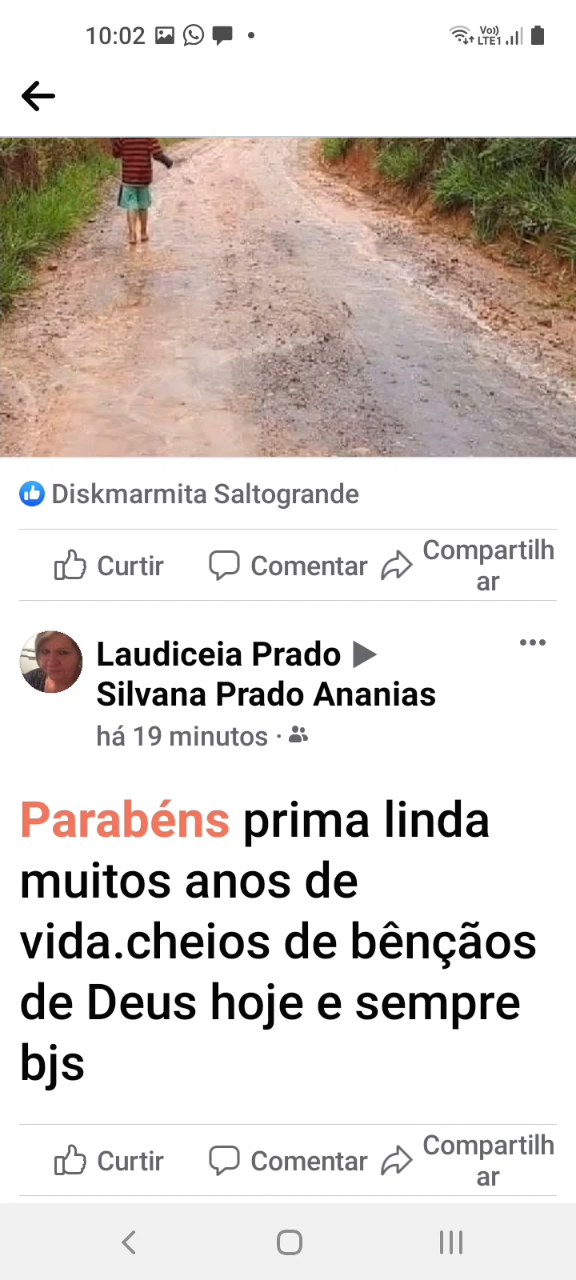 10:02
Vo))
LTE1
Diskmarmita Saltogrande
Curtir
Comentar
Compartilh
ar
Laudiceia Prado
Silvana Prado Ananias
há 19 minutos ·
Parabéns prima linda
muitos anos de
vida.cheios de bênçãos
de Deus hoje e sempre
bjs
Curtir
Comentar
Compartilh
ar